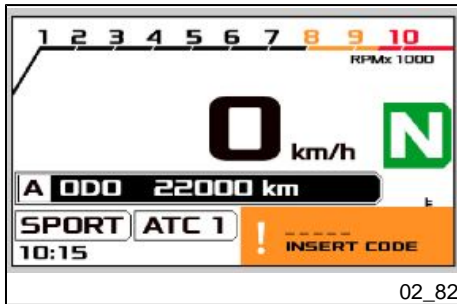 1 2 3 4 5 6 7 8 9 10
RPMx 1000
0 km/h N
A ODO 22000 km
SPORT ATC 1 ! -----
INSERT CODE
10:15
02_82